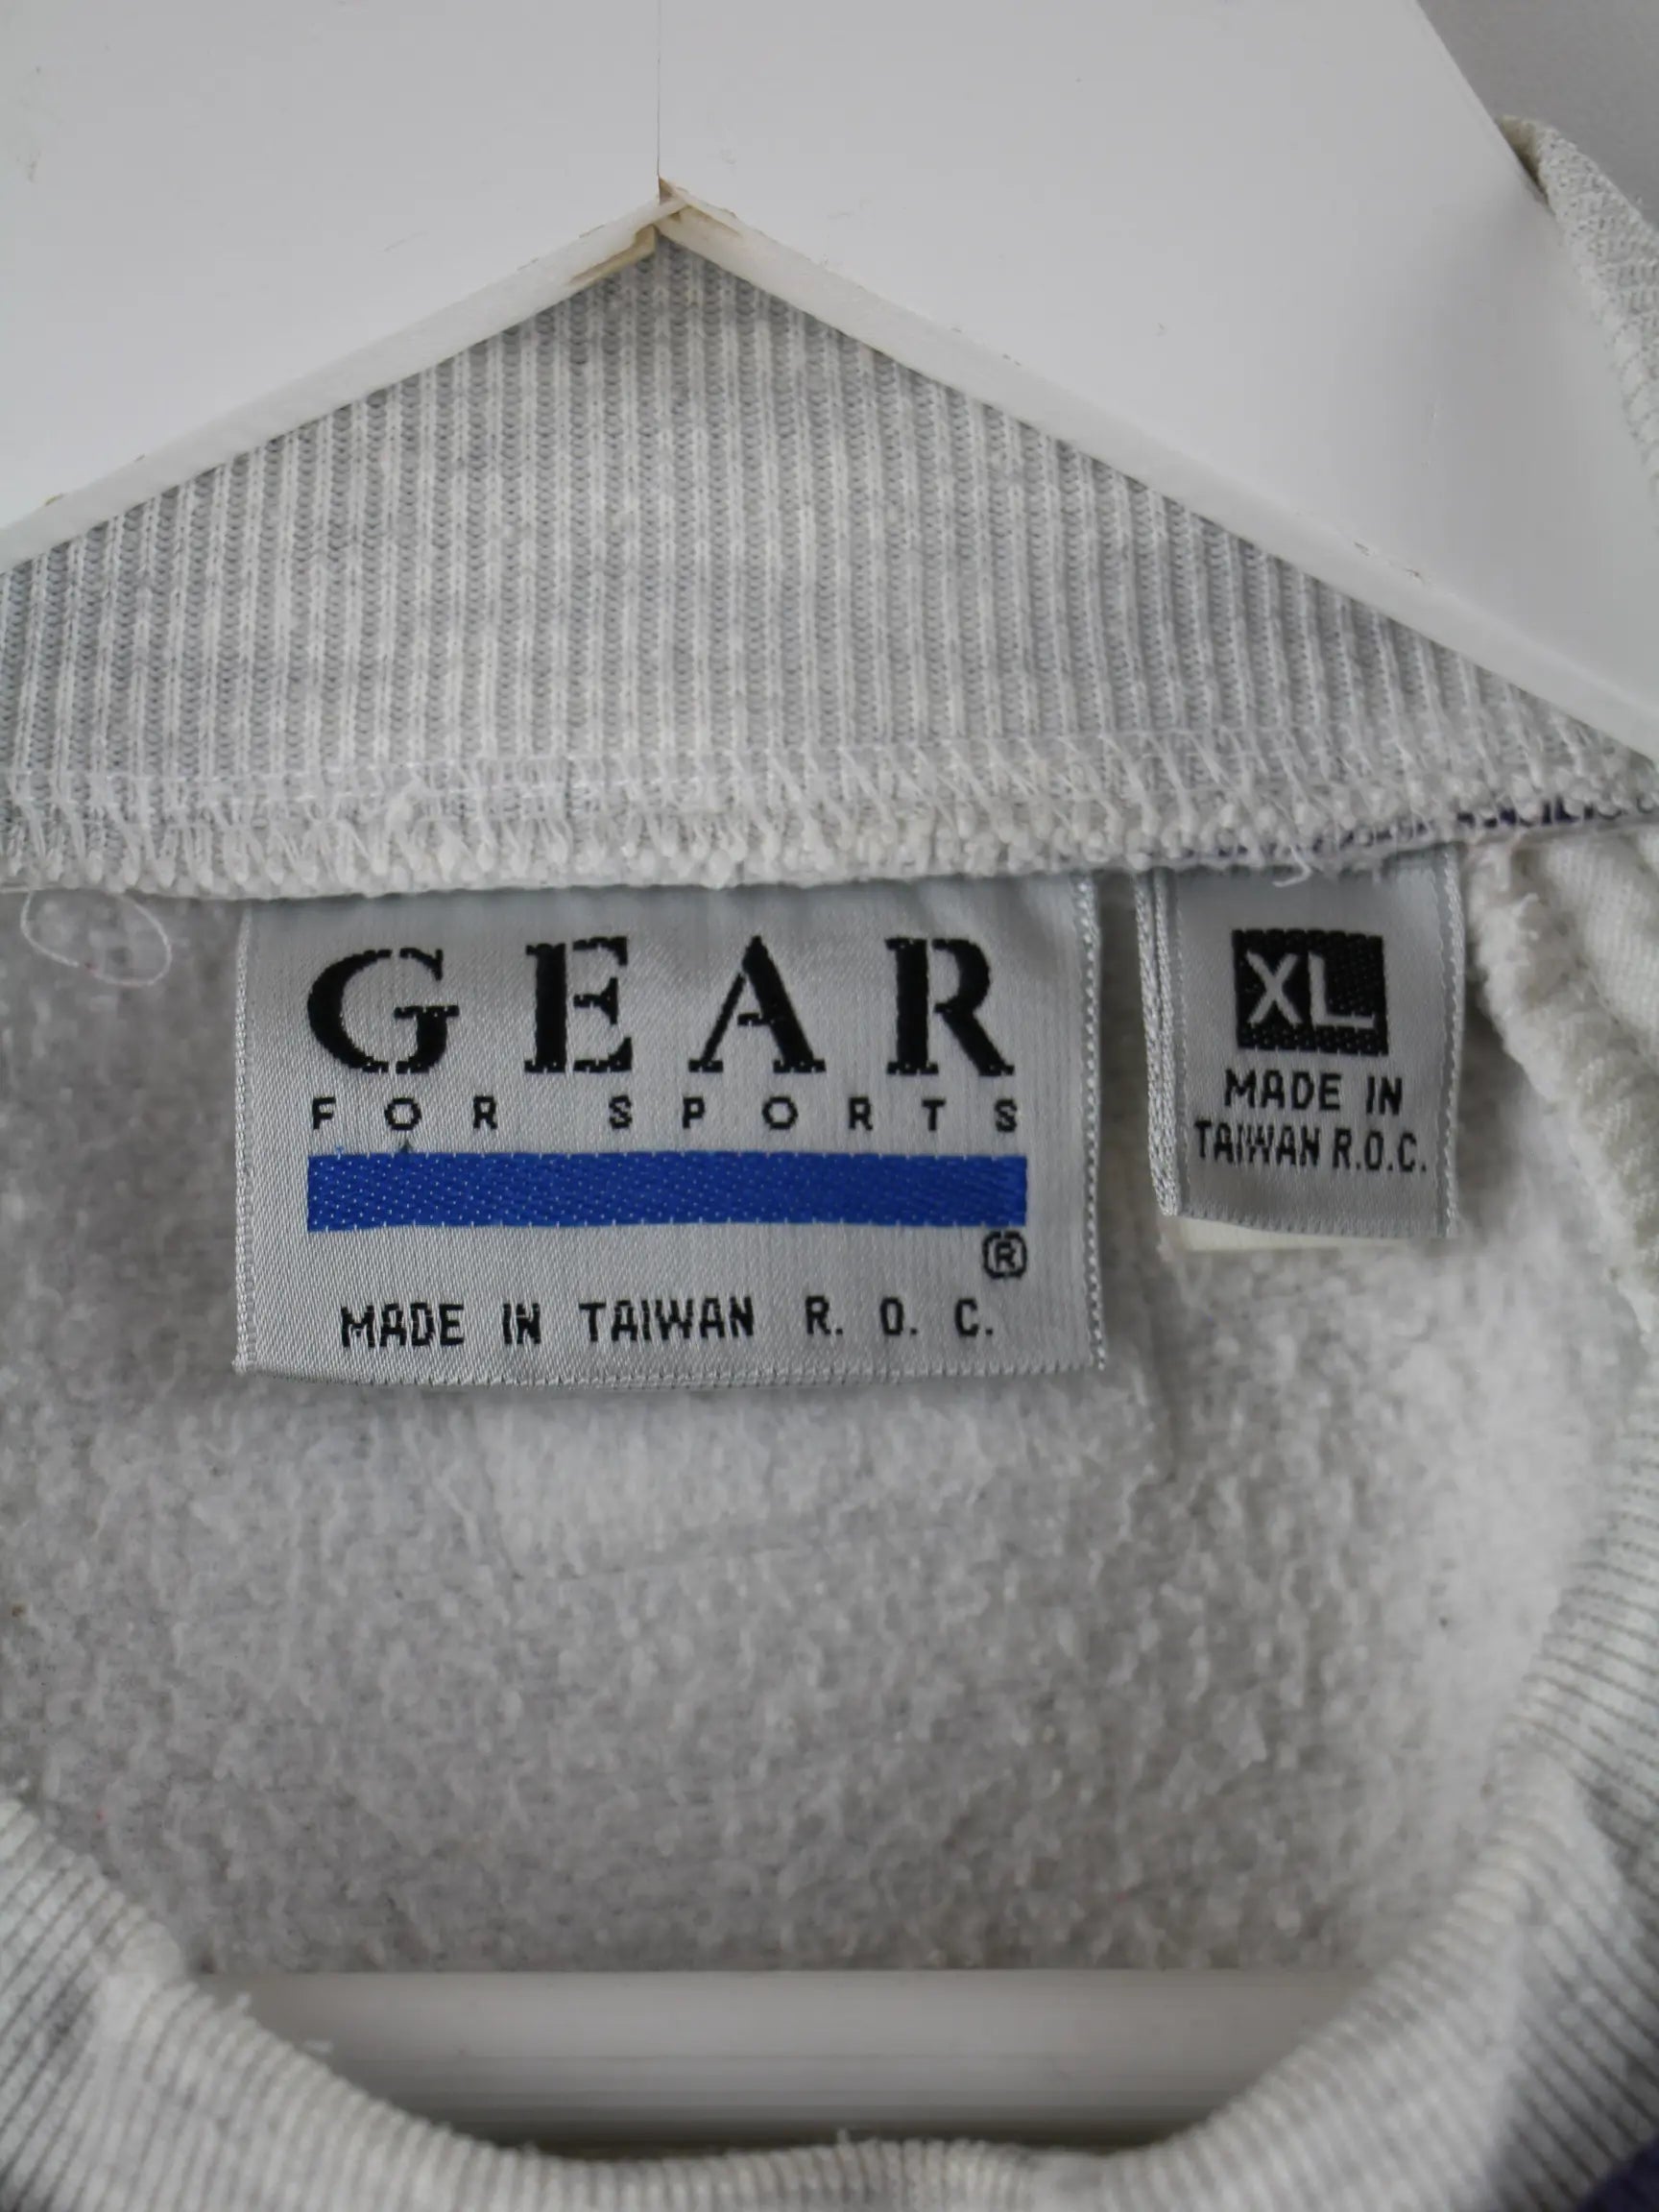 GEAR
FOR SPORTS
®
MADE IN TAIWAN R. O. C.
XL
MADE IN
TAIWAN R.O.C.